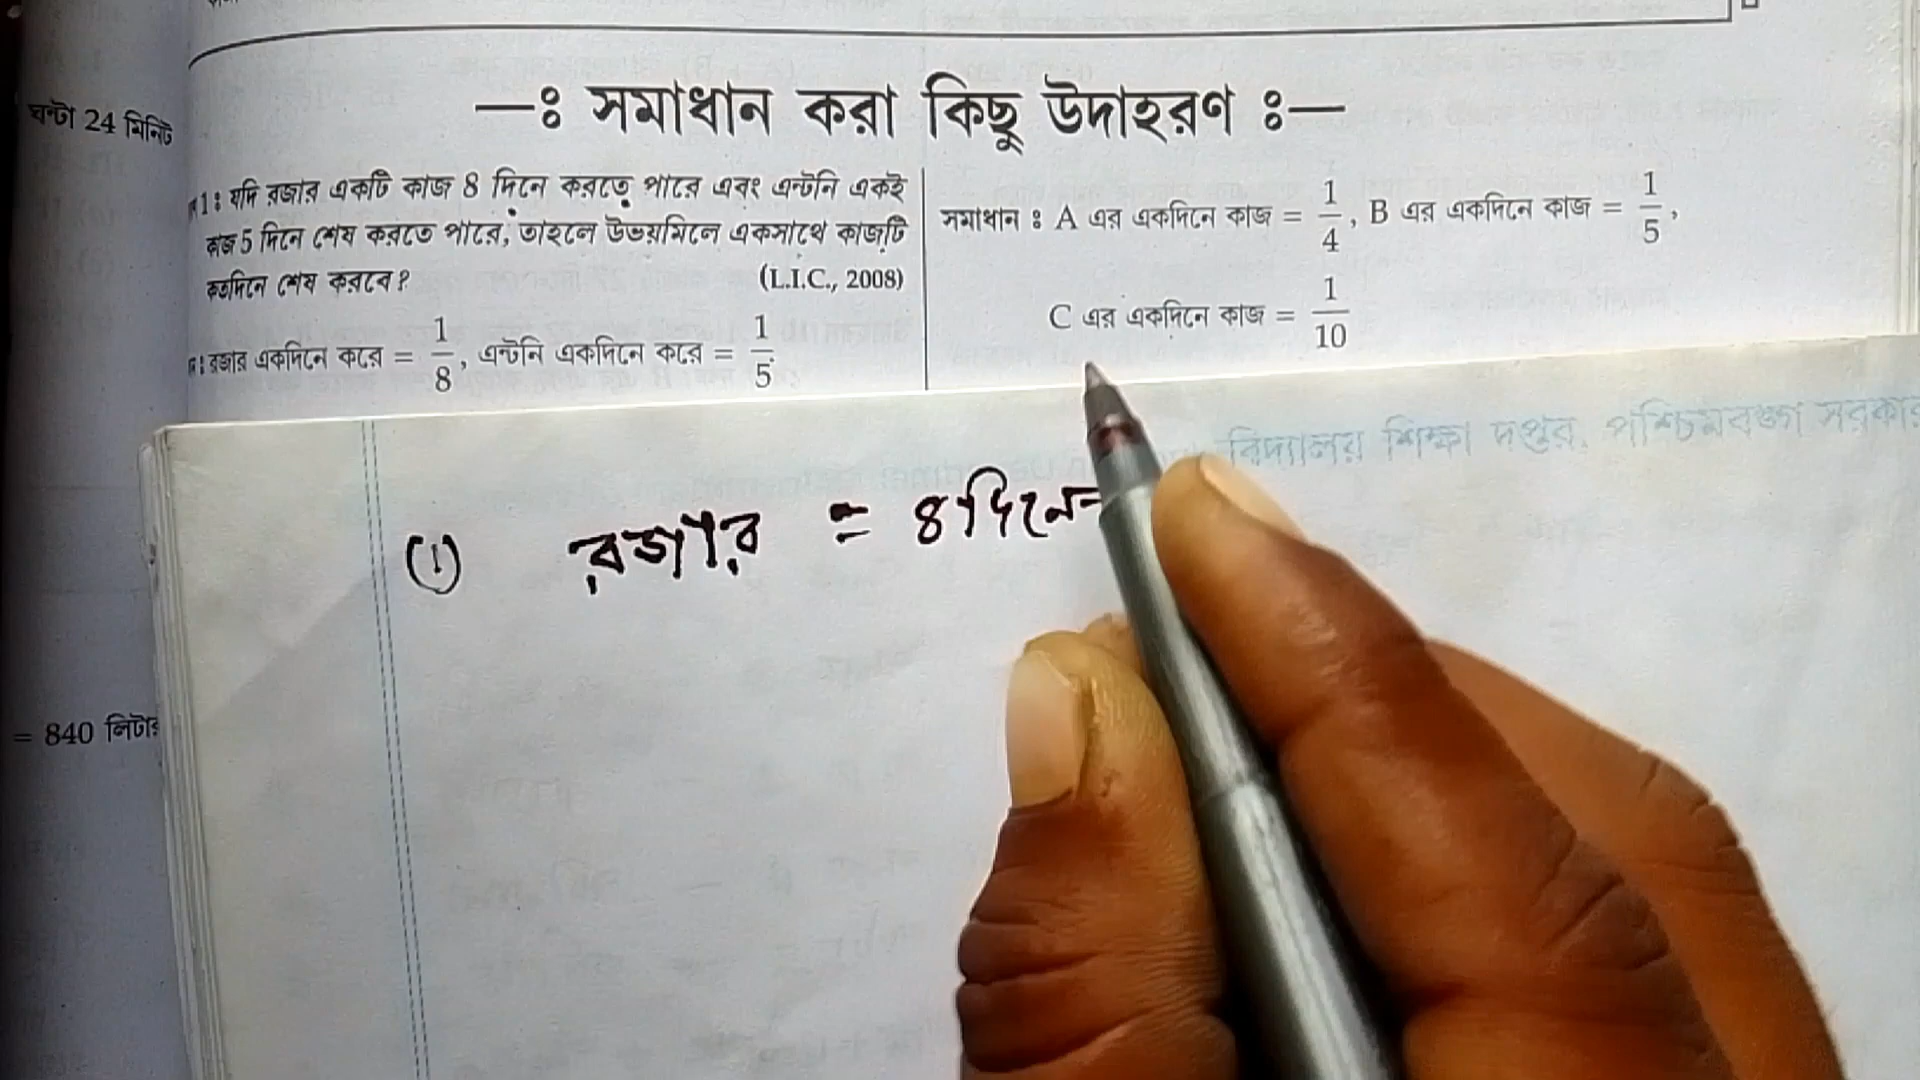 ঘন্টা 24 মিনিট
—ঃ সমাধান করা কিছু উদাহরণ ঃ—
1ঃ যদি রজার একটি কাজ 8 দিনে করতে পারে এবং এন্টনি একই
কাজ 5 দিনে শেষ করতে পারে, তাহলে উভয়মিলে একসাথে কাজটি
কতদিনে শেষ করবে?
(L.I.C., 2008)
ঃ রজার একদিনে করে = 1/8, এন্টনি একদিনে করে = 1/5
সমাধান ঃ A এর একদিনে কাজ = 1/4, B এর একদিনে কাজ = 1/5,
C এর একদিনে কাজ = 1/10
বিদ্যালয় শিক্ষা দপ্তর, পশ্চিমবঙ্গ সরকার
(1) রজার = 8 দিনে
= 840 লিটার